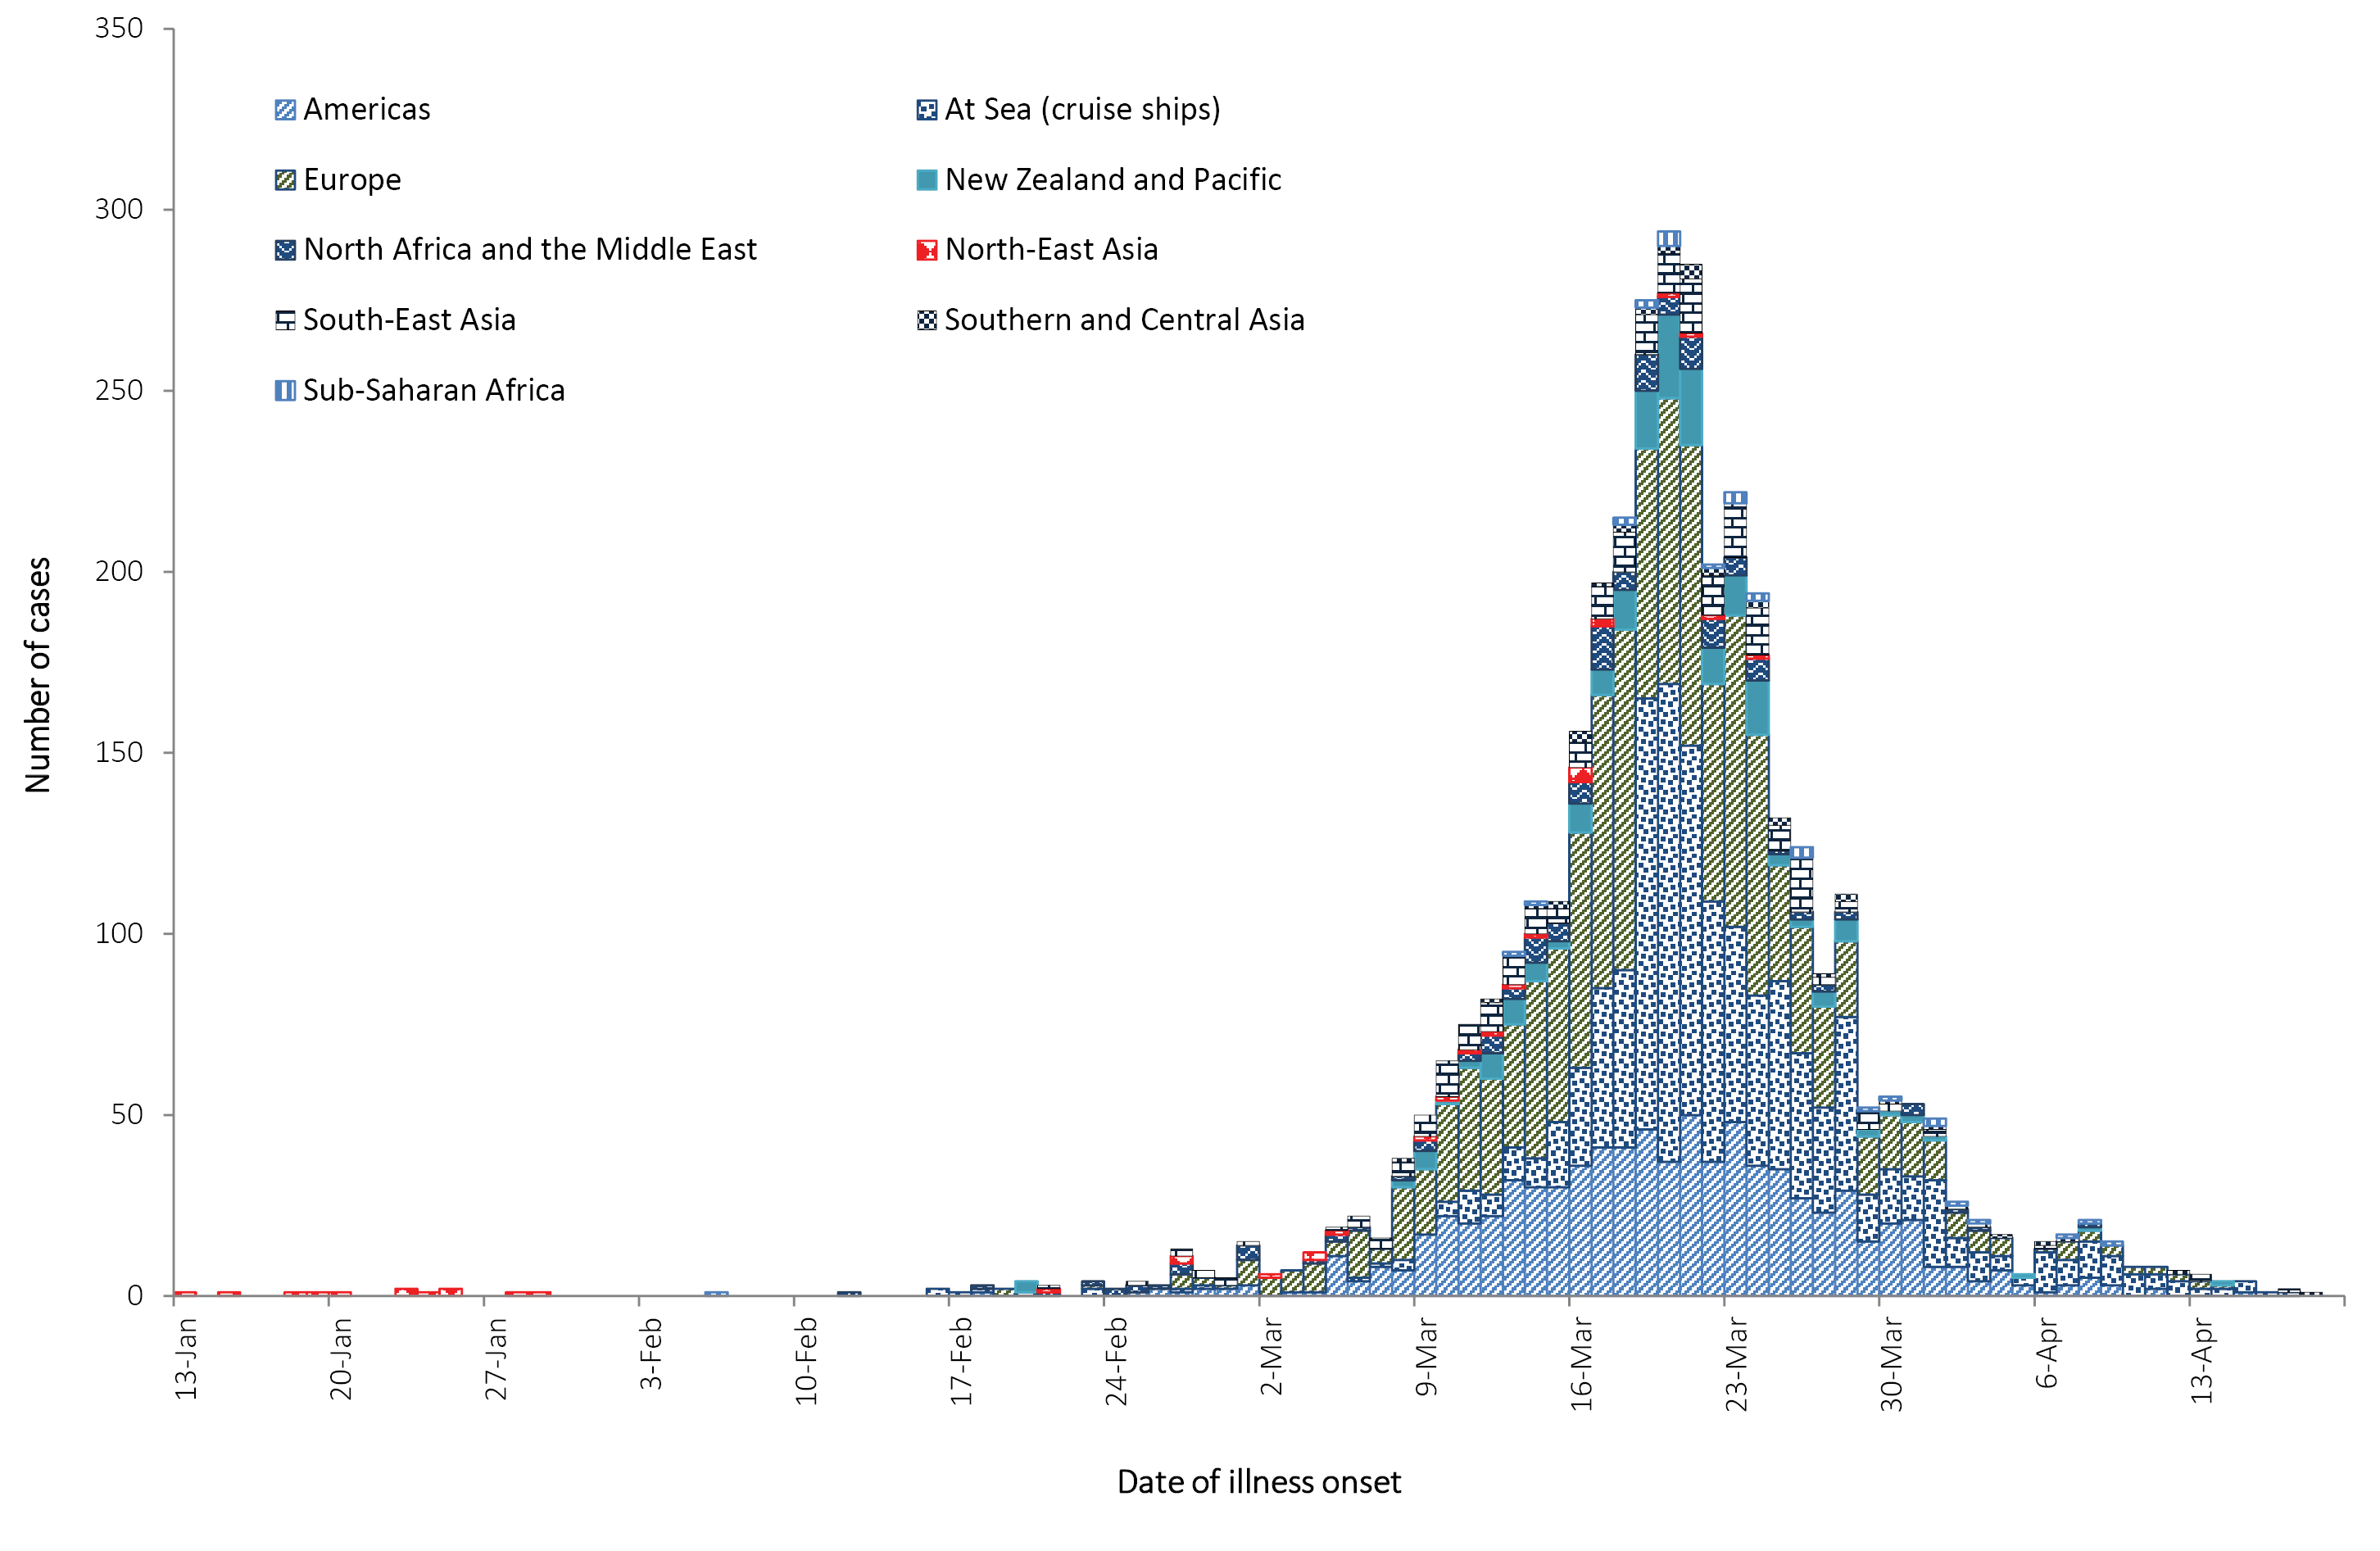 350
300
250
200
150
100
50
0
Number of cases
Americas
At Sea (cruise ships)
Europe
New Zealand and Pacific
North Africa and the Middle East
North-East Asia
South-East Asia
Southern and Central Asia
Sub-Saharan Africa
13-Jan
20-Jan
27-Jan
3-Feb
10-Feb
17-Feb
24-Feb
2-Mar
9-Mar
16-Mar
23-Mar
30-Mar
6-Apr
13-Apr
Date of illness onset